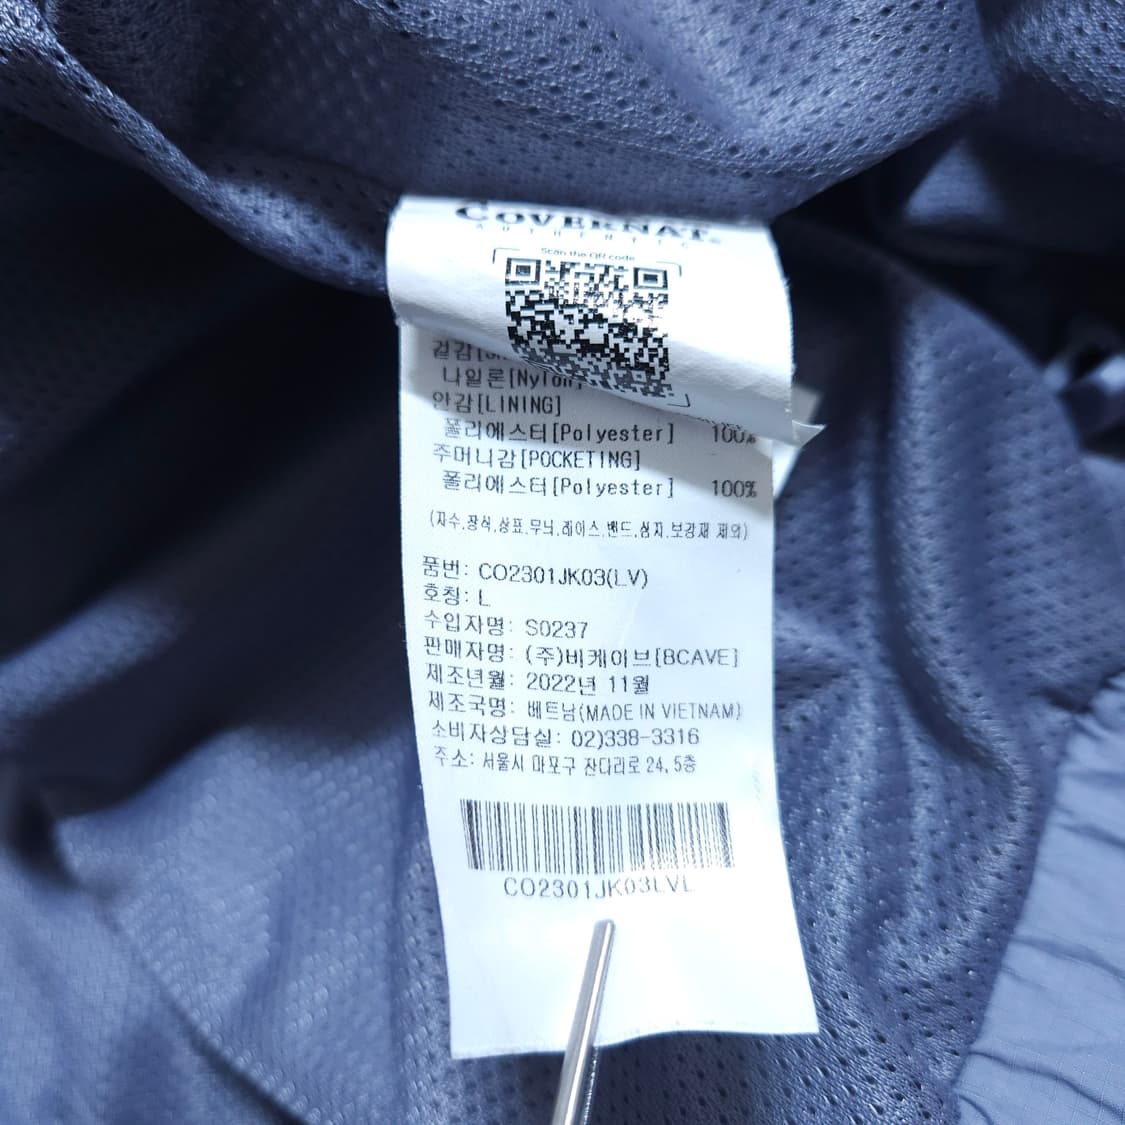 COVERNAT
AUTHENTIC
Scan the QR code
겉감
나일론[Nylon]
안감[LINING]
폴리에스터[Polyester] 100%
주머니감[POCKETING]
폴리에스터[Polyester] 100%
(자수.장식.상표.무늬.레이스.밴드.심지.보강재 제외)
품번: CO2301JK03(LV)
호칭: L
수입자명: S0237
판매자명: (주)비케이브[BCAVE]
제조년월: 2022년 11월
제조국명: 베트남(MADE IN VIETNAM)
소비자상담실: 02)338-3316
주소: 서울시 마포구 잔다리로 24, 5층
CO2301JK03LVL